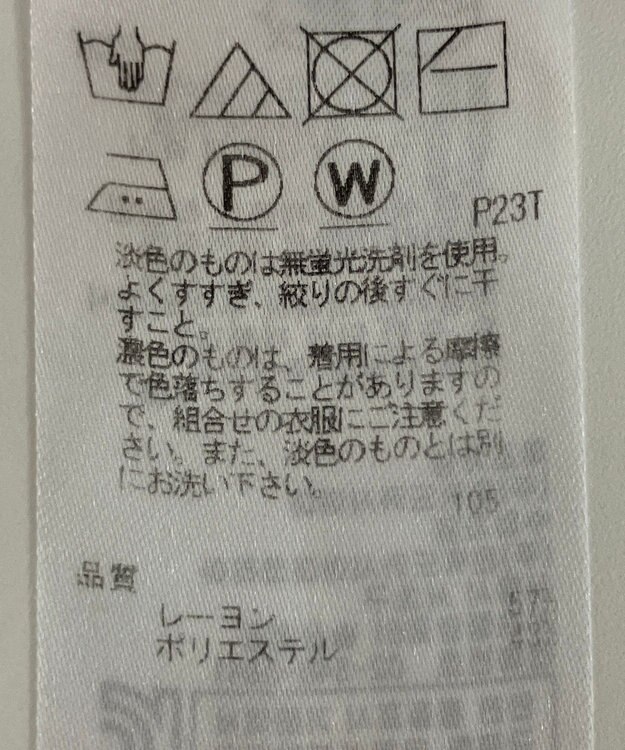 P
W
P23T
淡色のものは無蛍光洗剤を使用。
よくすすぎ、絞りの後すぐに干
すこと。
濃色のものは、着用による摩擦
で色落ちすることがありますの
で、組合せの衣服にご注意くだ
さい。また、淡色のものとは別
にお洗い下さい。
105
品質
レーヨン
ポリエステル